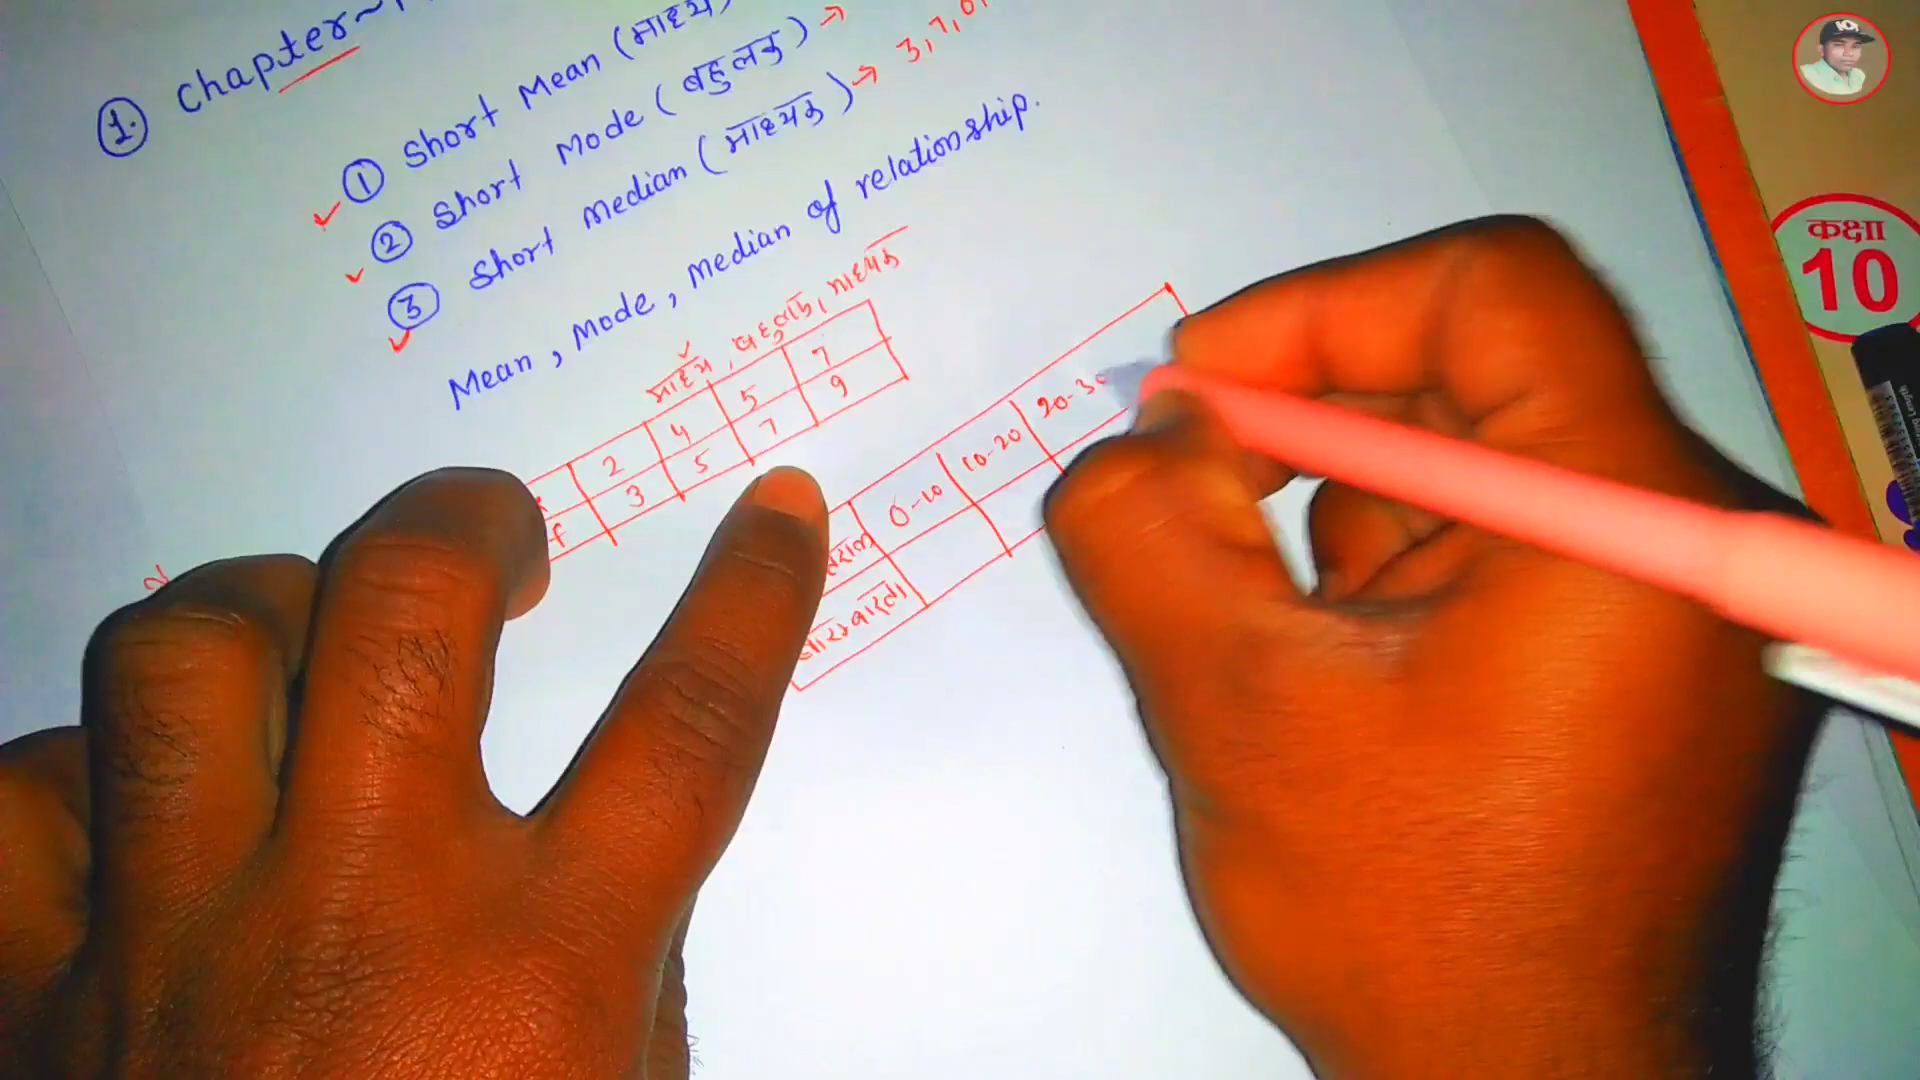 1. Chapter~
① Short Mean (माध्य
② Short Mode (बहुलक) →
③ Short Median (माध्यक) → 3, 7,
Mean, Mode, Median of relationship.
माध्य, बहुलक, माध्यक
2 4 5 7
f 3 5 7 9
0-10 10-20 20-30
बारम्बारता
कक्षा
10